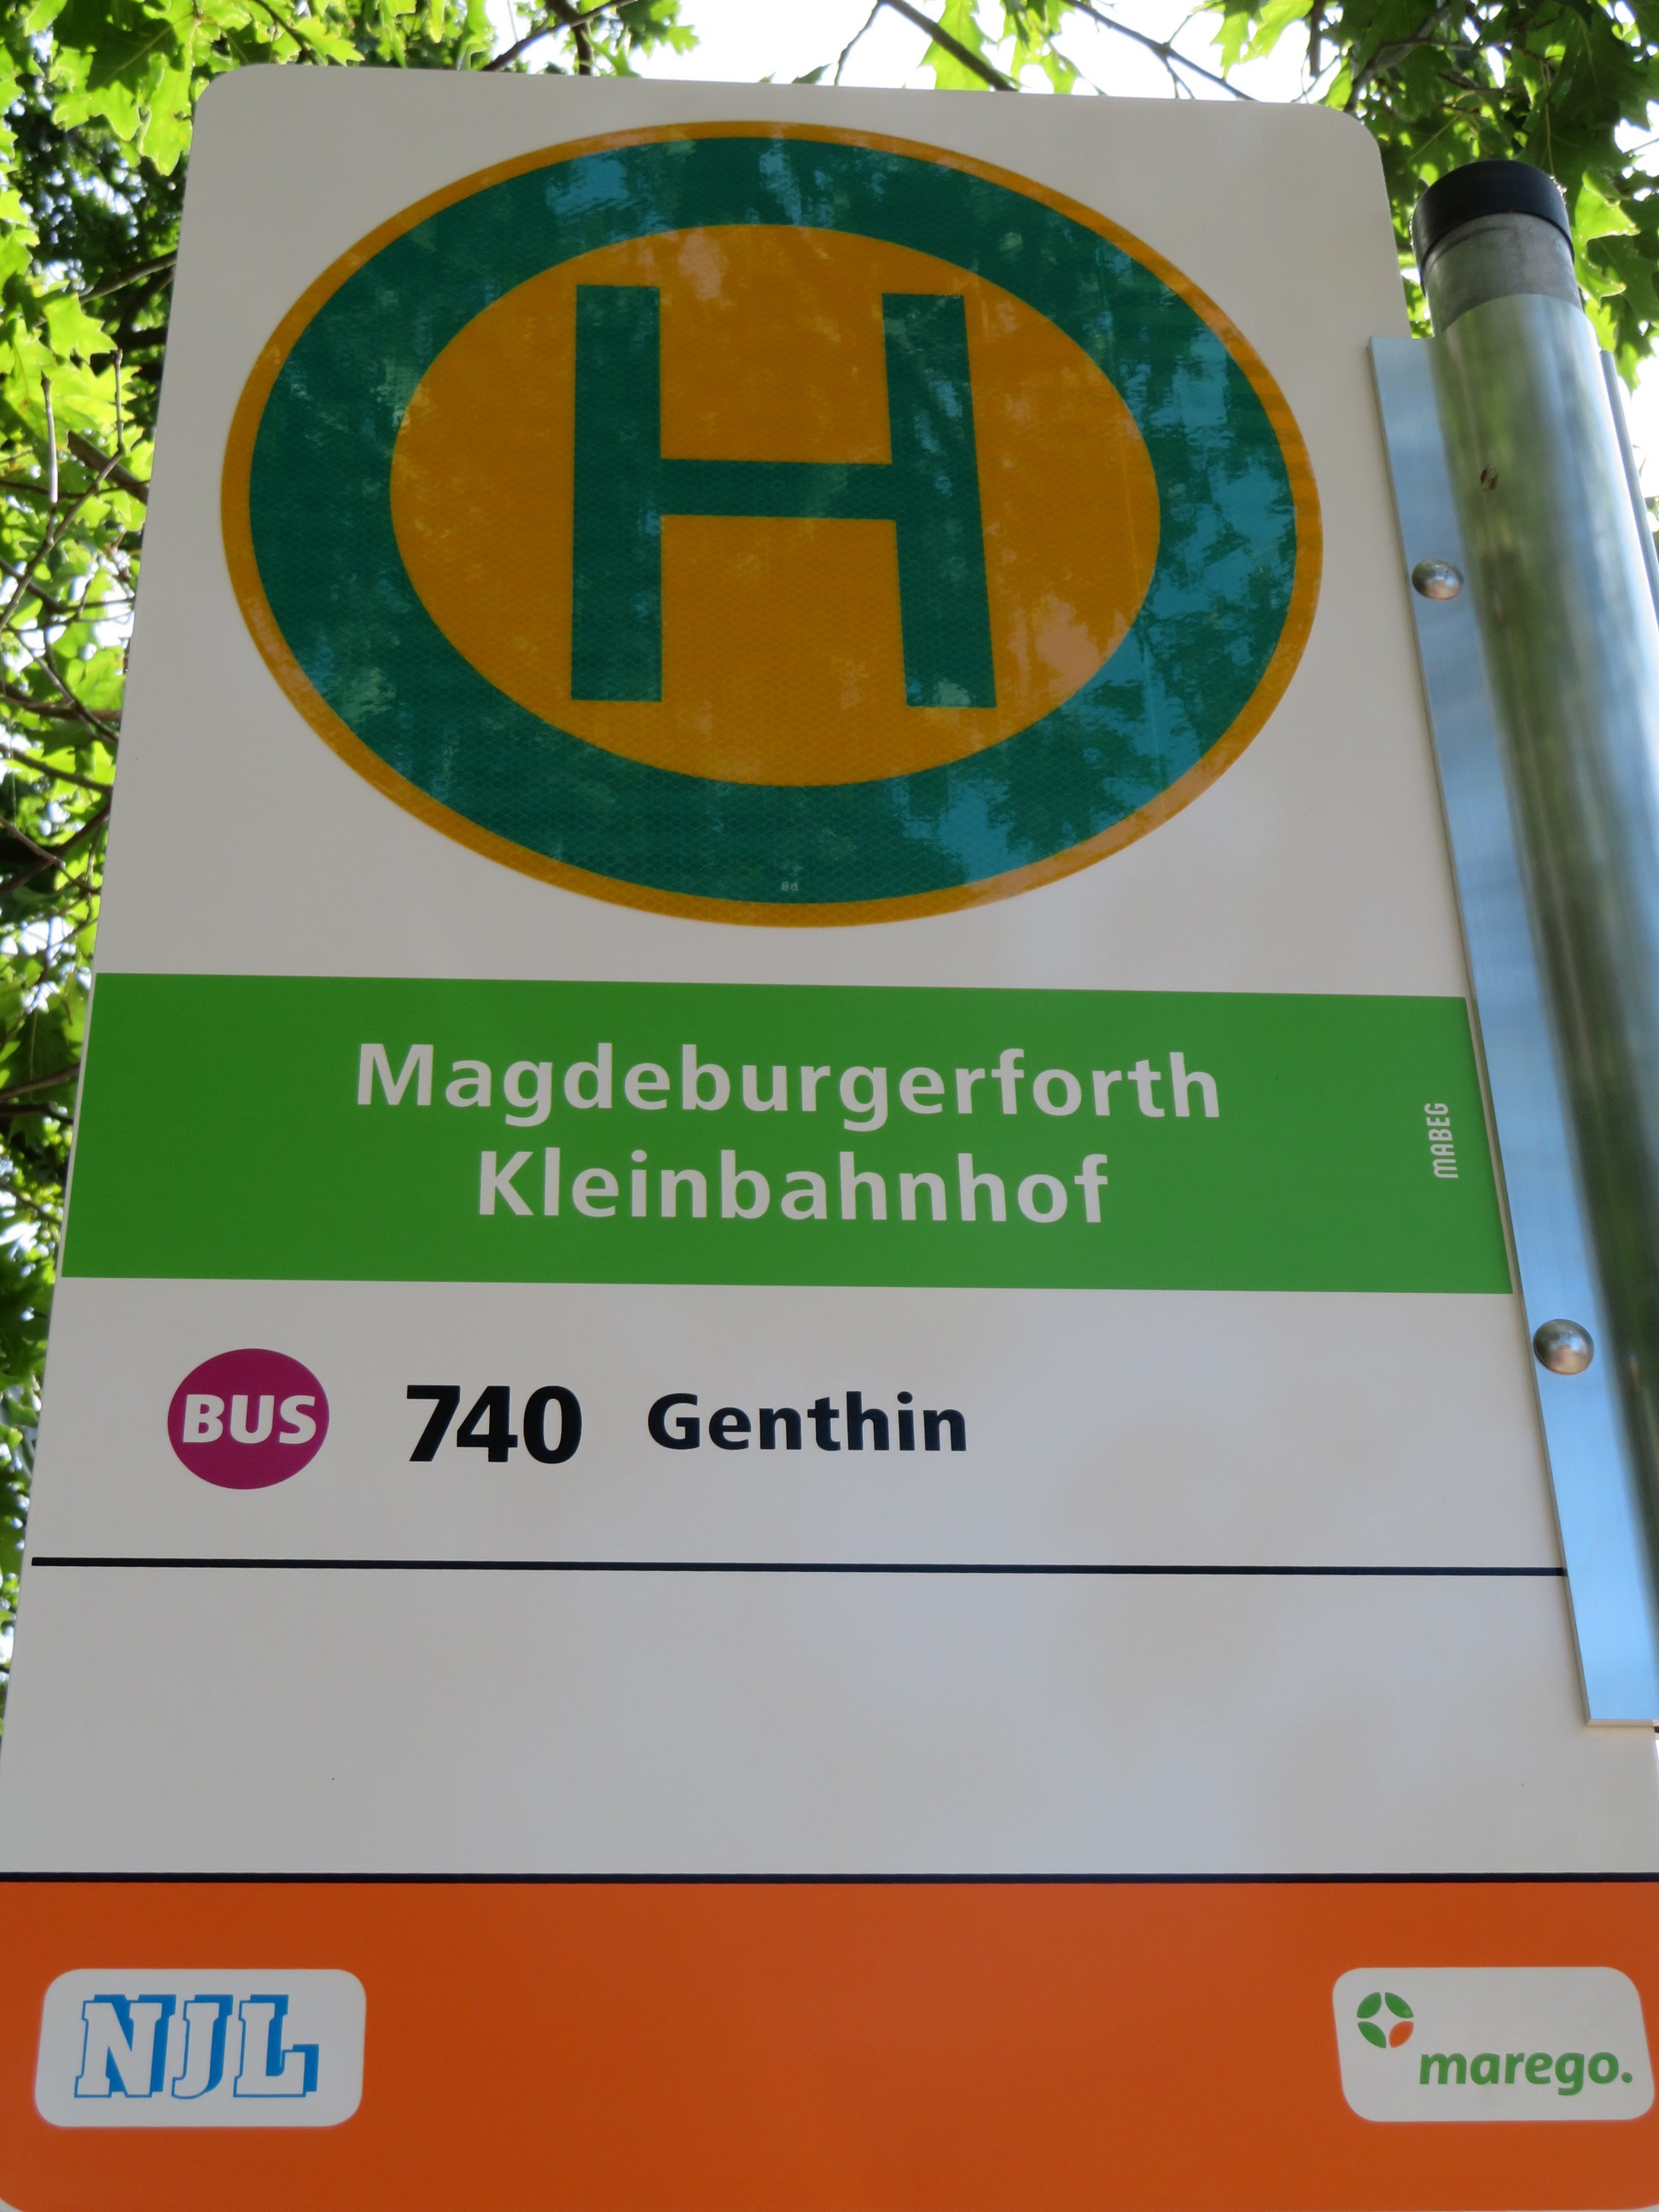 H
Magdeburgerforth
Kleinbahnhof
MABEG
BUS 740 Genthin
NJL
marego.